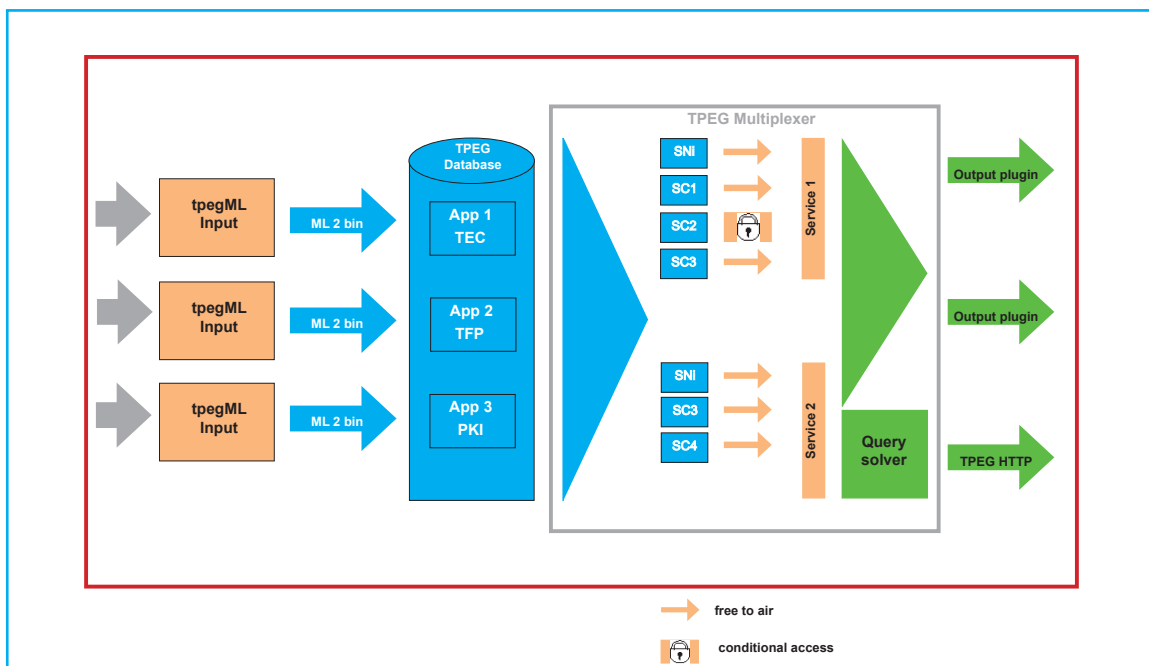 TPEG Multiplexer
TPEG
Database
tpegML
Input
ML 2 bin
App 1
TEC
tpegML
Input
ML 2 bin
App 2
TFP
tpegML
Input
ML 2 bin
App 3
PKI
SNI
SC1
SC2
SC3
Service 1
SNI
SC3
SC4
Service 2
Query
solver
Output plugin
Output plugin
TPEG HTTP
free to air
conditional access